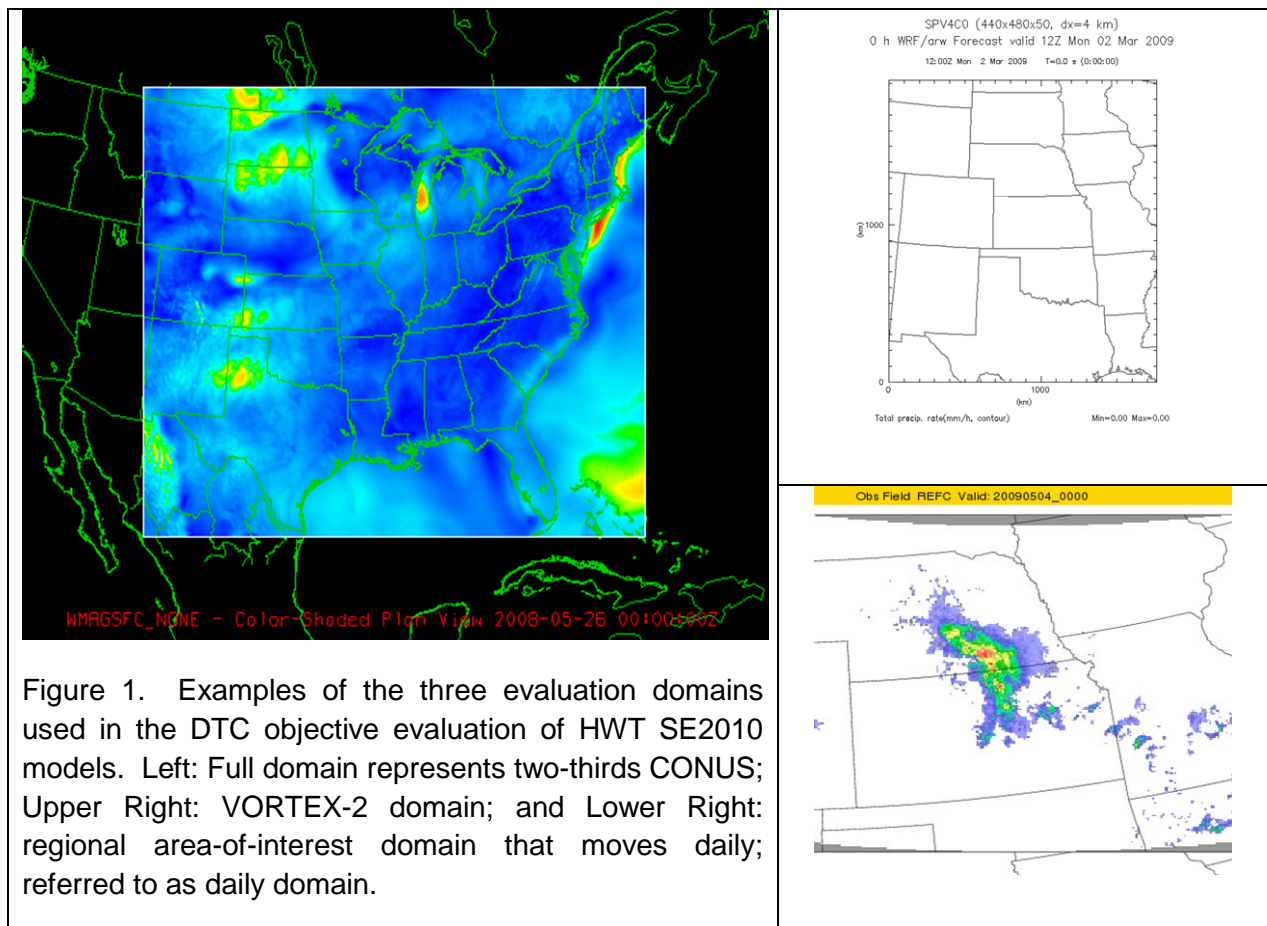 WMAGSFC_NONE - Color-Shaded Plan View 2008-05-26 00:00:00Z
Figure 1. Examples of the three evaluation domains
used in the DTC objective evaluation of HWT SE2010
models. Left: Full domain represents two-thirds CONUS;
Upper Right: VORTEX-2 domain; and Lower Right:
regional area-of-interest domain that moves daily;
referred to as daily domain.
SPV4C0 (440x480x50, dx=4 km)
0 h WRF/arw Forecast valid 12Z Mon 02 Mar 2009
12:00Z Mon 2 Mar 2009 T=0.0 s (0:00:00)
1000
(km)
0
0 1000
(km)
Total precip. rate(mm/h, contour) Min=0.00 Max=0.00
Obs Field REFC Valid: 20090504_0000